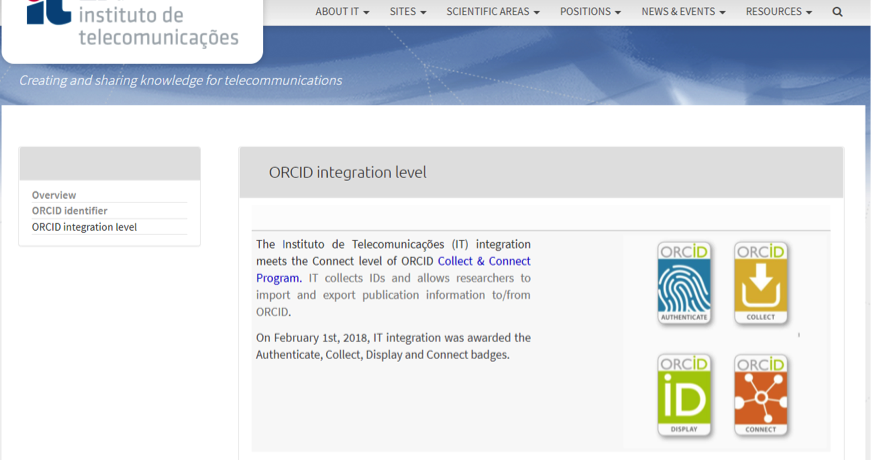 it instituto de
telecomunicações
ABOUT IT SITES SCIENTIFIC AREAS POSITIONS NEWS & EVENTS RESOURCES
Creating and sharing knowledge for telecommunications
Overview
ORCID identifier
ORCID integration level
ORCID integration level
The Instituto de Telecomunicações (IT) integration
meets the Connect level of ORCID Collect & Connect
Program. IT collects IDs and allows researchers to
import and export publication information to/from
ORCID.
On February 1st, 2018, IT integration was awarded the
Authenticate, Collect, Display and Connect badges.
ORCID
AUTHENTICATE
ORCID
COLLECT
ORCID
iD
DISPLAY
ORCID
CONNECT